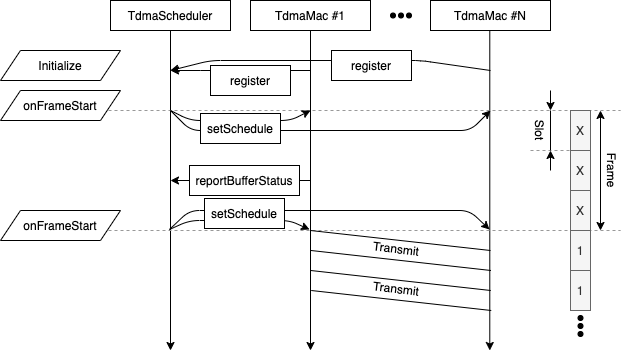 TdmaScheduler
TdmaMac #1
•••
TdmaMac #N
Initialize
register
register
onFrameStart
setSchedule
Slot
Frame
X
X
X
reportBufferStatus
setSchedule
onFrameStart
Transmit
1
Transmit
1